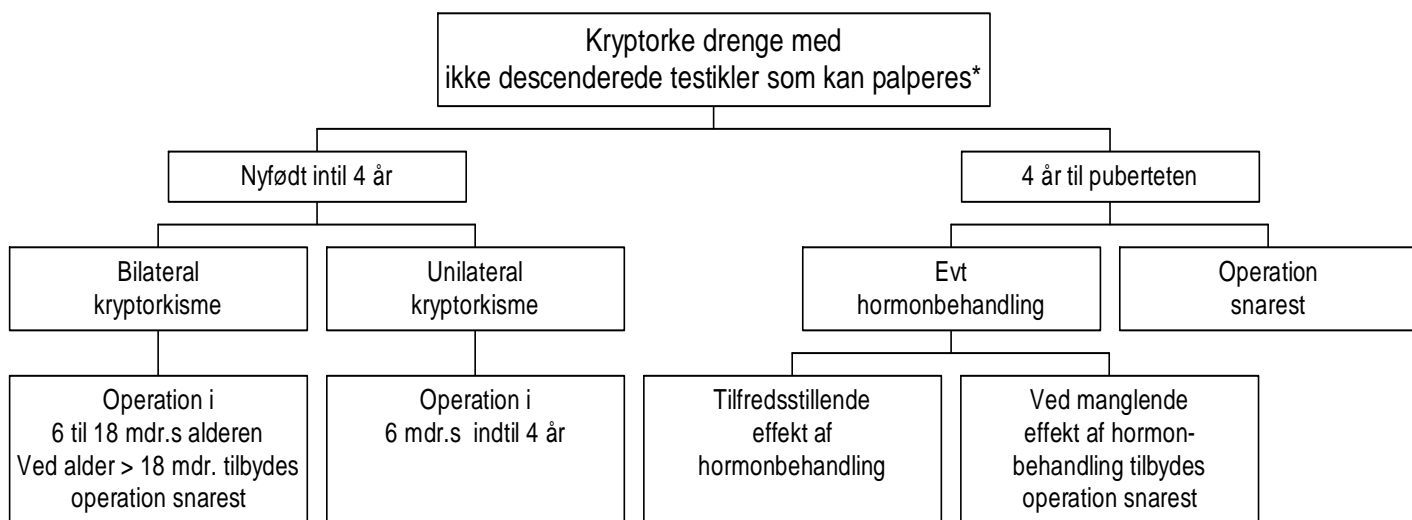 Kryptorke drenge med
ikke descenderede testikler som kan palperes*
Nyfødt intil 4 år
4 år til puberteten
Bilateral
kryptorkisme
Unilateral
kryptorkisme
Evt
hormonbehandling
Operation
snarest
Operation i
6 til 18 mdr.s alderen
Ved alder > 18 mdr. tilbydes
operation snarest
Operation i
6 mdr.s indtil 4 år
Tilfredsstillende
effekt af
hormonbehandling
Ved manglende
effekt af hormon-
behandling tilbydes
operation snarest